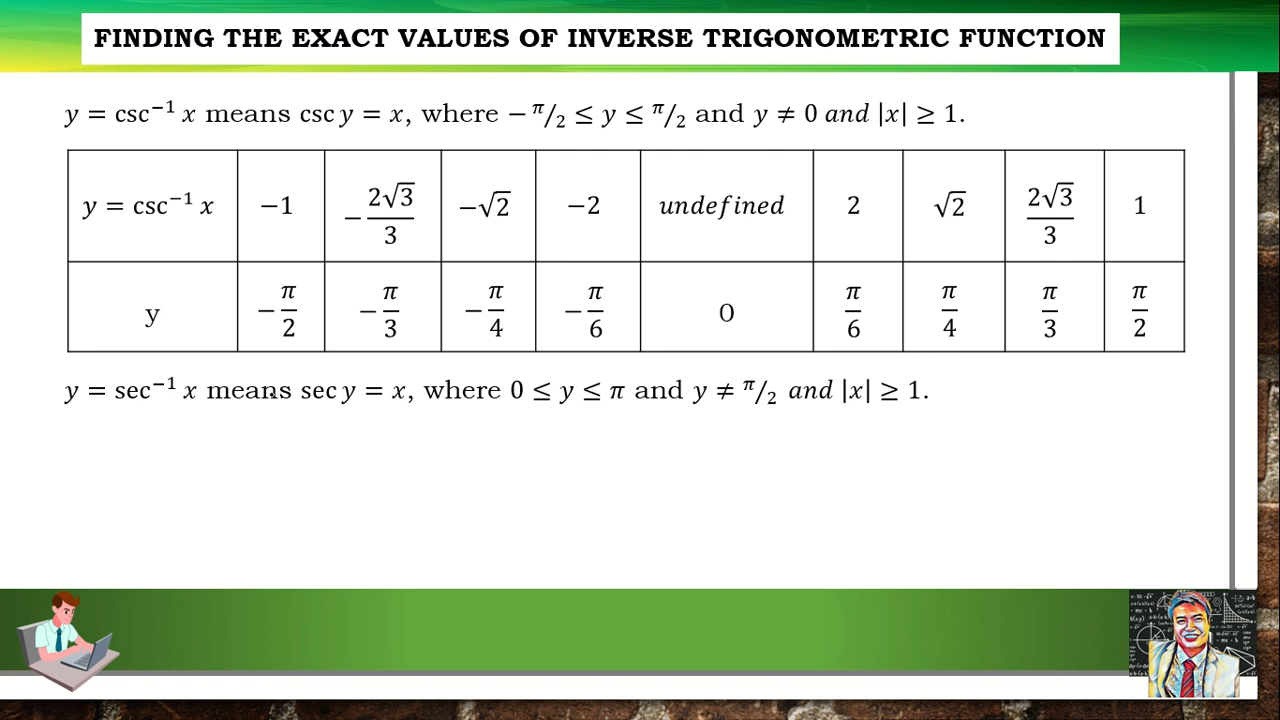 FINDING THE EXACT VALUES OF INVERSE TRIGONOMETRIC FUNCTION
y = csc⁻¹ x means csc y = x, where − π/2 ≤ y ≤ π/2 and y ≠ 0 and |x| ≥ 1.
y = csc⁻¹ x −1 −2√3/3 −√2 −2 undefined 2 √2 2√3/3 1
y −π/2 −π/3 −π/4 −π/6 0 π/6 π/4 π/3 π/2
y = sec⁻¹ x means sec y = x, where 0 ≤ y ≤ π and y ≠ π/2 and |x| ≥ 1.